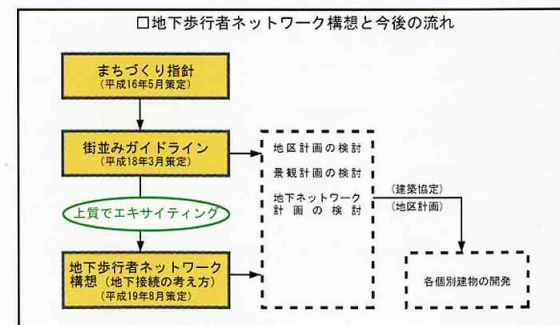 □地下歩行者ネットワーク構想と今後の流れ
まちづくり指針
(平成16年5月策定)
街並みガイドライン
(平成18年3月策定)
上質でエキサイティング
地下歩行者ネットワーク
構想(地下接続の考え方)
(平成19年8月策定)
地区計画の検討
景観計画の検討
地下ネットワーク
計画の検討
(建築協定)
(地区計画)
各個別建物の開発